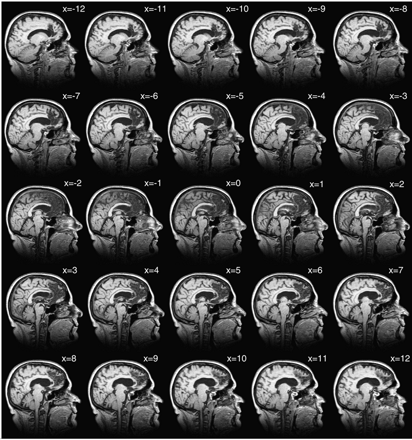 x=-12 x=-11 x=-10 x=-9 x=-8
x=-7 x=-6 x=-5 x=-4 x=-3
x=-2 x=-1 x=0 x=1 x=2
x=3 x=4 x=5 x=6 x=7
x=8 x=9 x=10 x=11 x=12